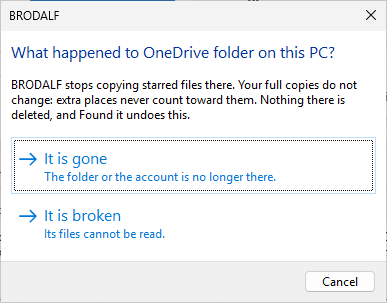 BRODALF
What happened to OneDrive folder on this PC?
BRODALF stops copying starred files there. Your full copies do not
change: extra places never count toward them. Nothing there is
deleted, and Found it undoes this.
It is gone
The folder or the account is no longer there.
It is broken
Its files cannot be read.
Cancel